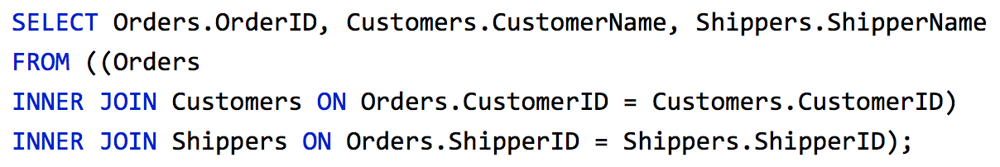 SELECT Orders.OrderID, Customers.CustomerName, Shippers.ShipperName
FROM ((Orders
INNER JOIN Customers ON Orders.CustomerID = Customers.CustomerID)
INNER JOIN Shippers ON Orders.ShipperID = Shippers.ShipperID);